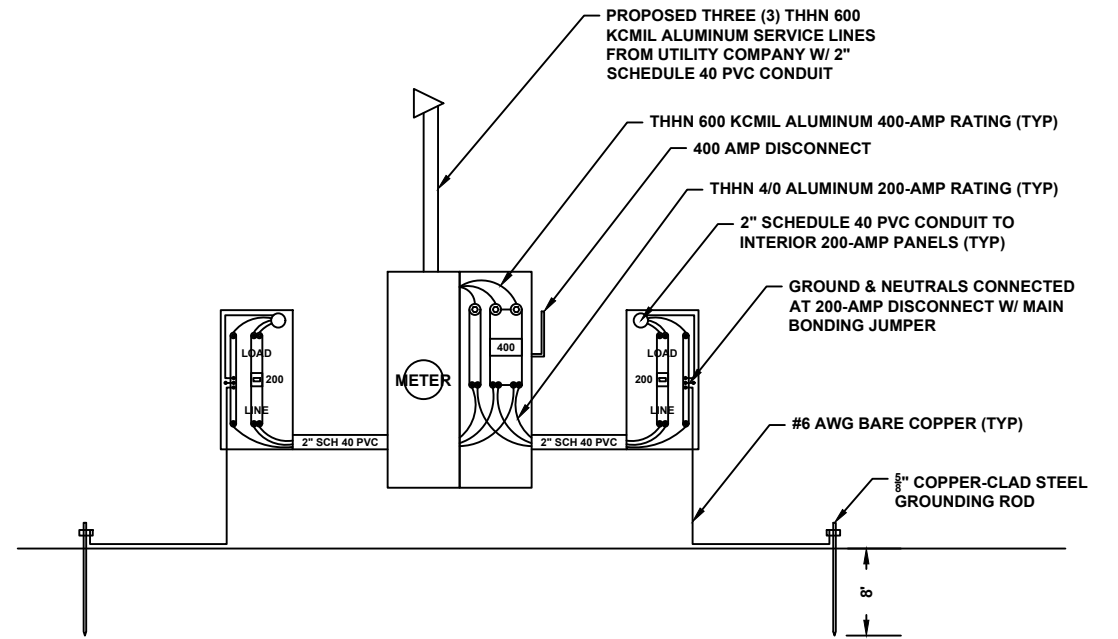 PROPOSED THREE (3) THHN 600
KCMIL ALUMINUM SERVICE LINES
FROM UTILITY COMPANY W/ 2"
SCHEDULE 40 PVC CONDUIT
THHN 600 KCMIL ALUMINUM 400-AMP RATING (TYP)
400 AMP DISCONNECT
THHN 4/0 ALUMINUM 200-AMP RATING (TYP)
2" SCHEDULE 40 PVC CONDUIT TO
INTERIOR 200-AMP PANELS (TYP)
GROUND & NEUTRALS CONNECTED
AT 200-AMP DISCONNECT W/ MAIN
BONDING JUMPER
LOAD
200
LINE
2" SCH 40 PVC
METER
400
2" SCH 40 PVC
LOAD
200
LINE
#6 AWG BARE COPPER (TYP)
5/8" COPPER-CLAD STEEL
GROUNDING ROD
8'